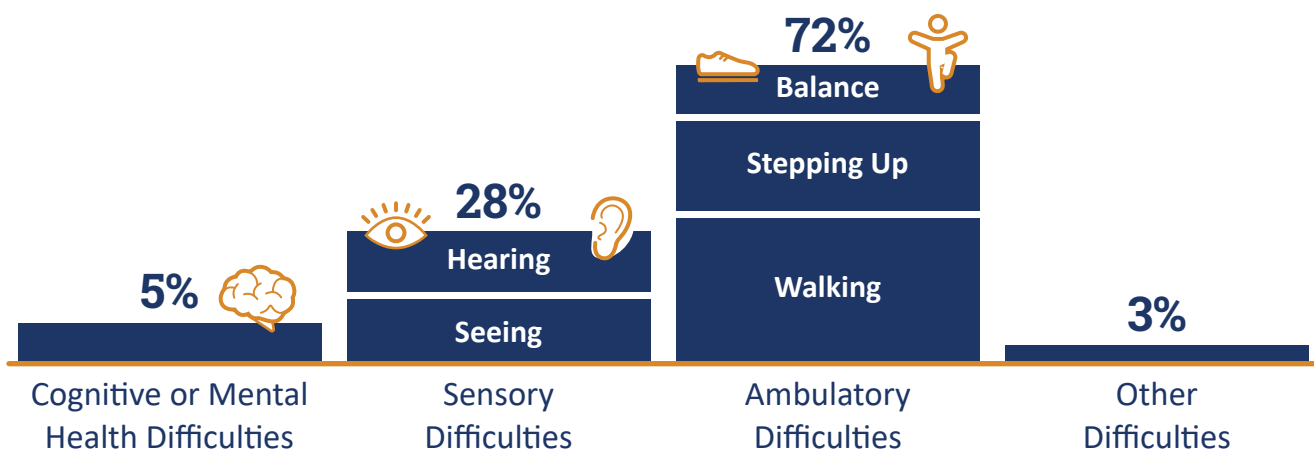 72%
Balance
Stepping Up
Walking
28%
Hearing
Seeing
5%
3%
Cognitive or Mental
Health Difficulties
Sensory
Difficulties
Ambulatory
Difficulties
Other
Difficulties